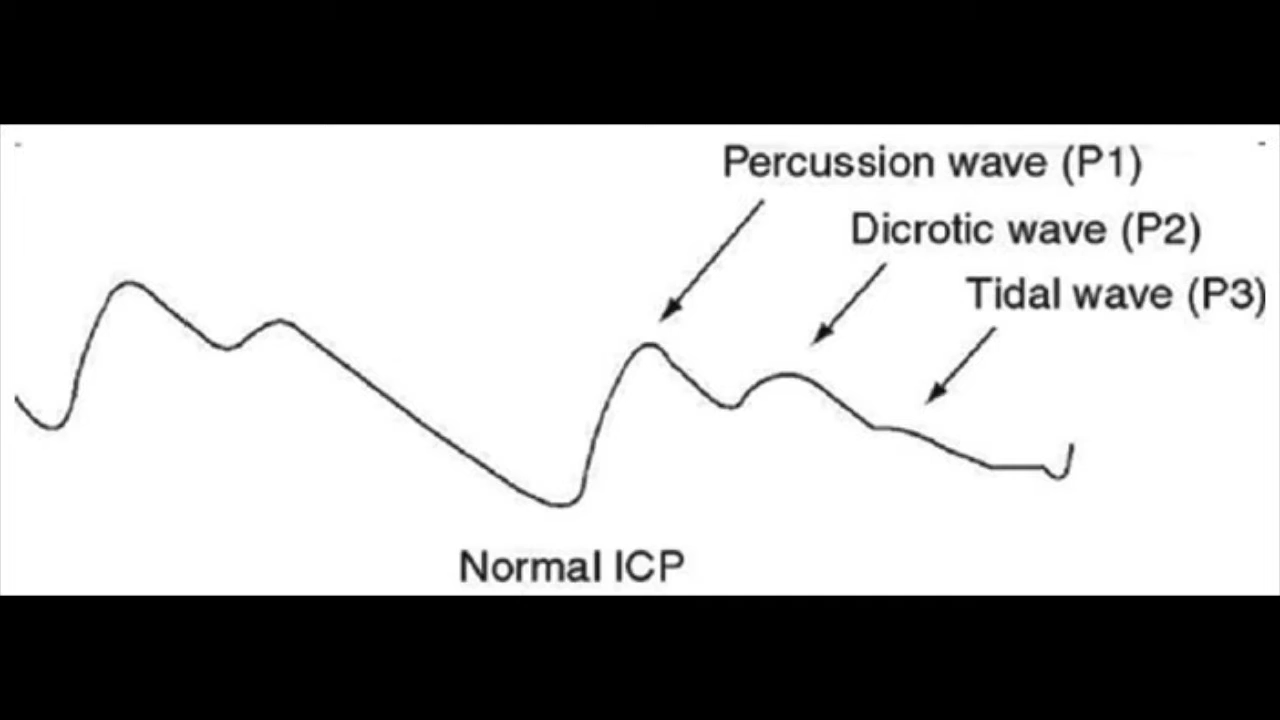 Percussion wave (P1)
Dicrotic wave (P2)
Tidal wave (P3)
Normal ICP